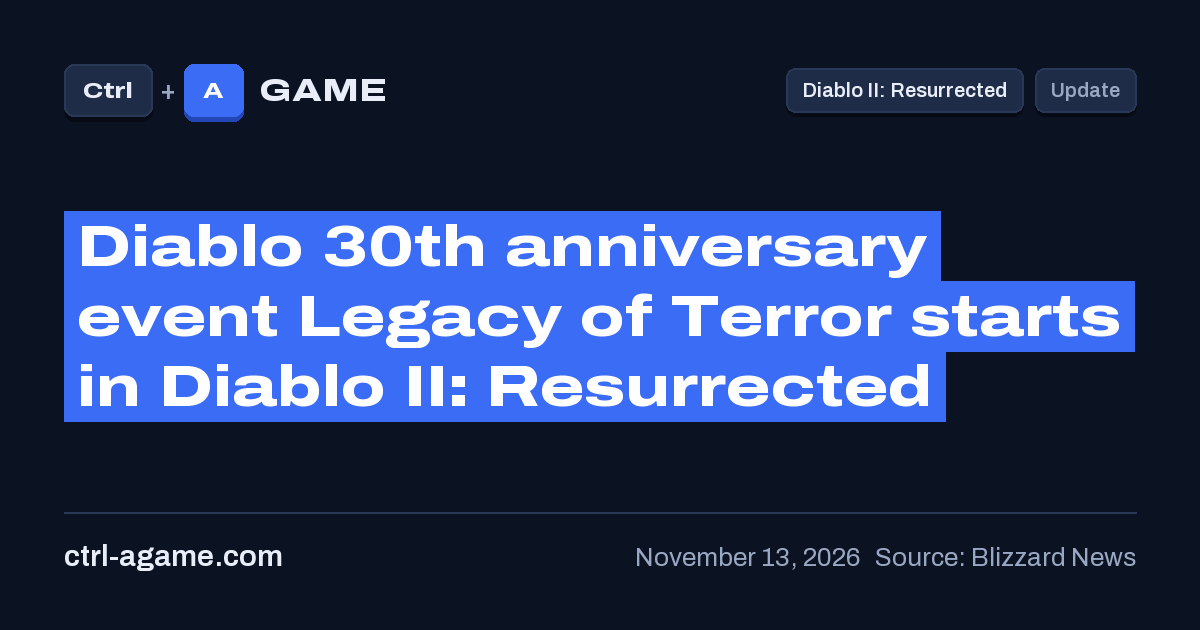 Ctrl + A GAME
Diablo II: Resurrected
Update
Diablo 30th anniversary
event Legacy of Terror starts
in Diablo II: Resurrected
ctrl-agame.com
November 13, 2026 Source: Blizzard News